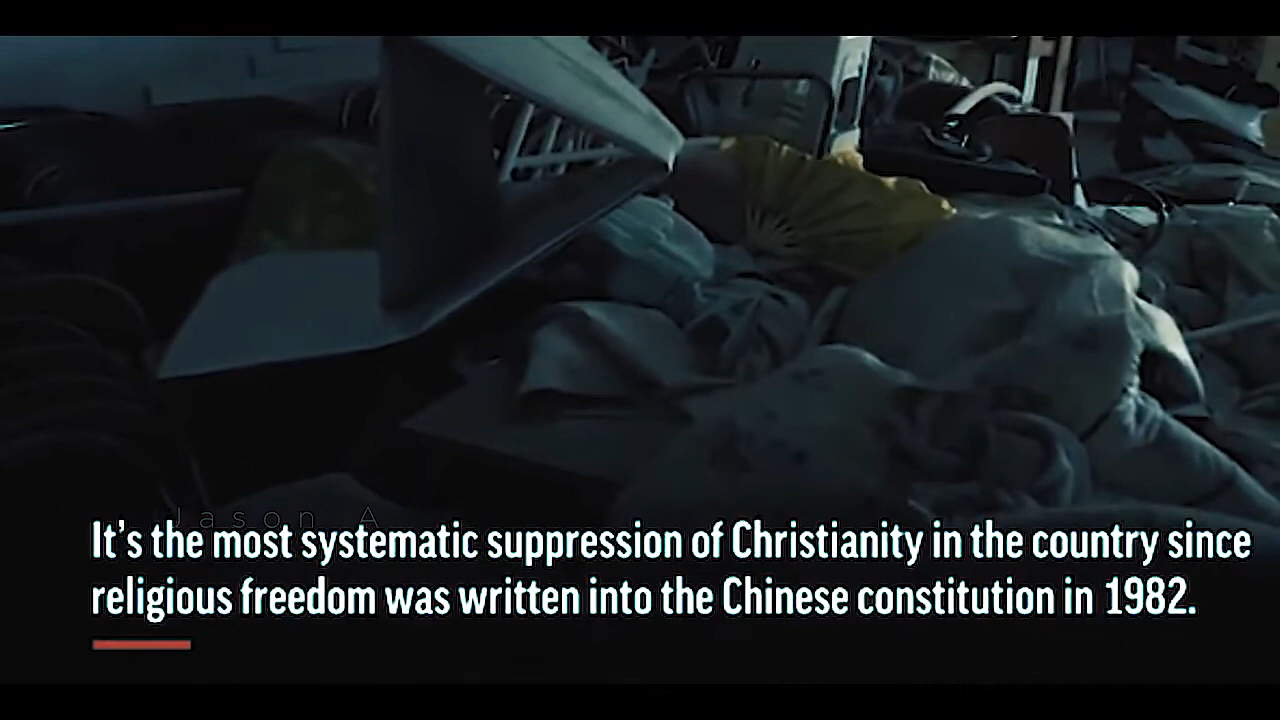 Jason A
It’s the most systematic suppression of Christianity in the country since
religious freedom was written into the Chinese constitution in 1982.